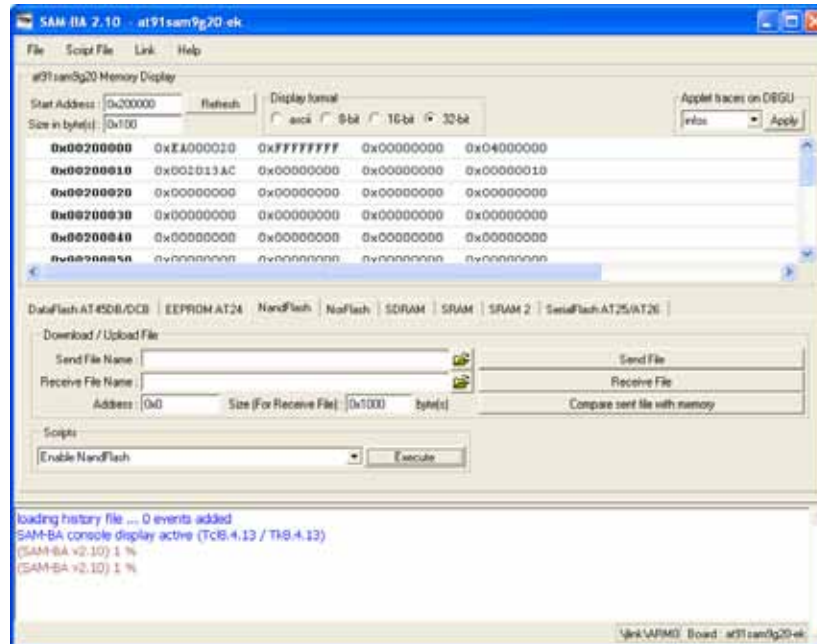 SAM-BA 2.10 - at91sam9g20-ek
File Script File Link Help
at91sam9g20 Memory Display
Start Address : 0x200000 Refresh Display format Applet traces on DBGU
Size in byte(s) : 0x100 ascii 8-bit 16-bit 32-bit infos Apply
0x00200000 0xEA000020 0xFFFFFFFF 0x00000000 0x04000000
0x00200010 0x002013AC 0x00000000 0x00000000 0x00000010
0x00200020 0x00000000 0x00000000 0x00000000 0x00000000
0x00200030 0x00000000 0x00000000 0x00000000 0x00000000
0x00200040 0x00000000 0x00000000 0x00000000 0x00000000
0x00200050 0x00000000 0x00000000 0x00000000 0x00000000
DataFlash AT45DB/DCB EEPROM AT24 NandFlash NorFlash SDRAM SRAM SRAM 2 SerialFlash AT25/AT26
Download / Upload File
Send File Name : Send File
Receive File Name : Receive File
Address : 0x0 Size (For Receive File) : 0x1000 byte(s) Compare sent file with memory
Scripts
Enable NandFlash Execute
loading history file ... 0 events added
SAM-BA console display active (Tcl8.4.13 / Tk8.4.13)
(SAM-BA v2.10) 1 %
(SAM-BA v2.10) 1 %
\jlink\ARM0 Board : at91sam9g20-ek